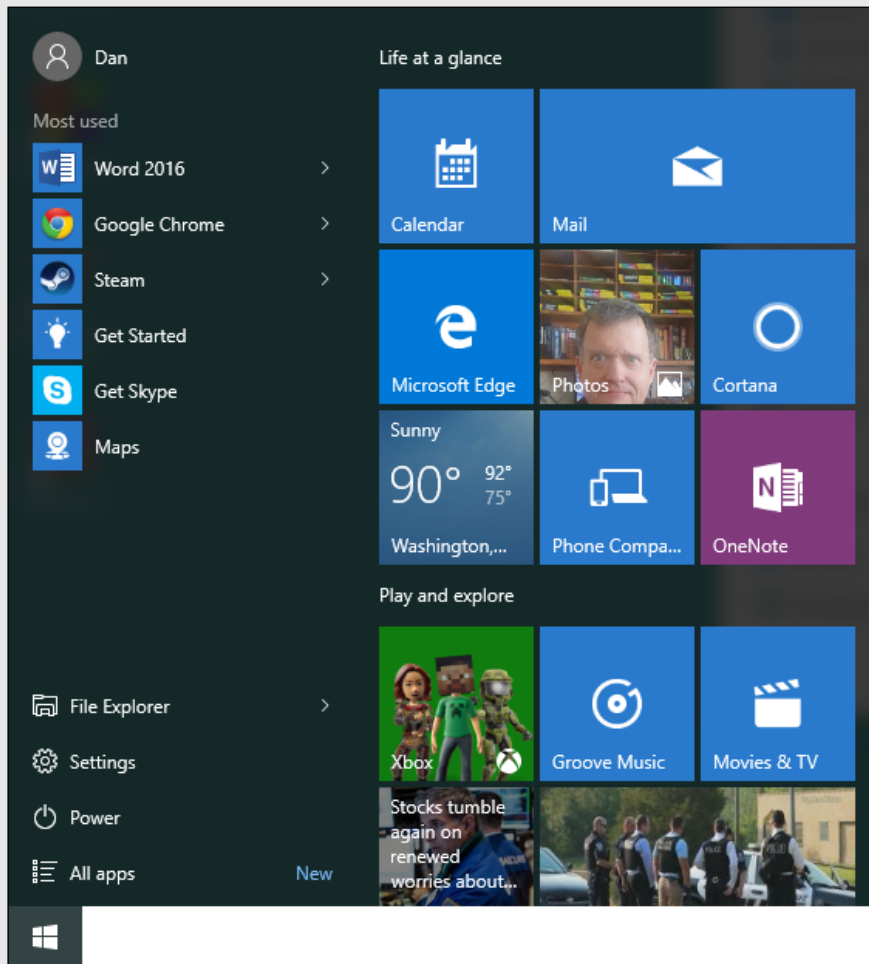 Dan
Most used
Word 2016
Google Chrome
Steam
Get Started
Get Skype
Maps
File Explorer
Settings
Power
All apps
New
Life at a glance
Calendar
Mail
Microsoft Edge
Photos
Cortana
Sunny
90° 92°
75°
Washington,...
Phone Compa...
OneNote
Play and explore
Xbox
Groove Music
Movies & TV
Stocks tumble
again on
renewed
worries about...